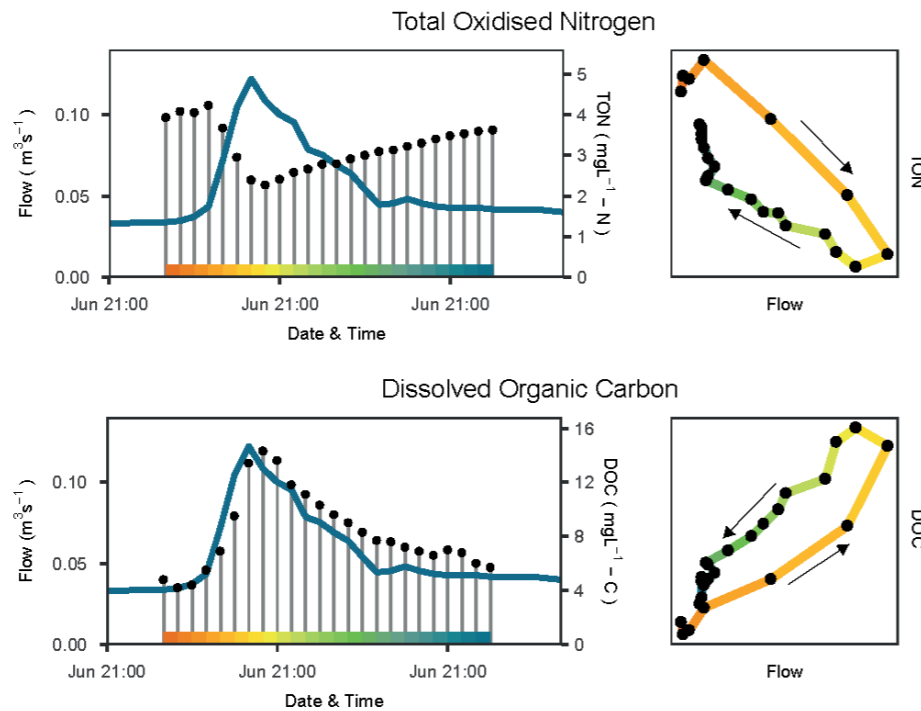 Total Oxidised Nitrogen
Flow ( m³s⁻¹ )
0.10
0.05
0.00
5
4
3
2
1
0
TON ( mgL⁻¹ − N )
Jun 21:00
Jun 21:00
Jun 21:00
Date & Time
TON
Flow
Dissolved Organic Carbon
Flow (m³s⁻¹ )
0.10
0.05
0.00
16
12
8
4
0
DOC ( mgL⁻¹ − C )
Jun 21:00
Jun 21:00
Jun 21:00
Date & Time
DOC
Flow